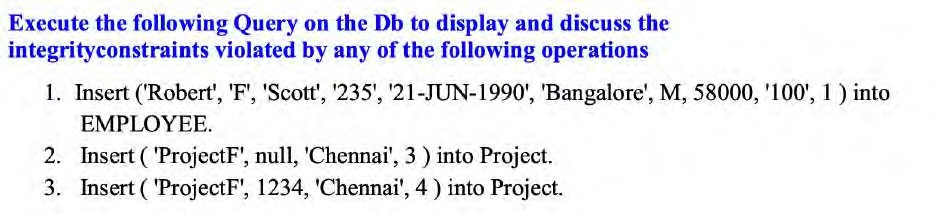 Execute the following Query on the Db to display and discuss the
integrityconstraints violated by any of the following operations
1. Insert ('Robert', 'F', 'Scott', '235', '21-JUN-1990', 'Bangalore', M, 58000, '100', 1 ) into
EMPLOYEE.
2. Insert ( 'ProjectF', null, 'Chennai', 3 ) into Project.
3. Insert ( 'ProjectF', 1234, 'Chennai', 4 ) into Project.